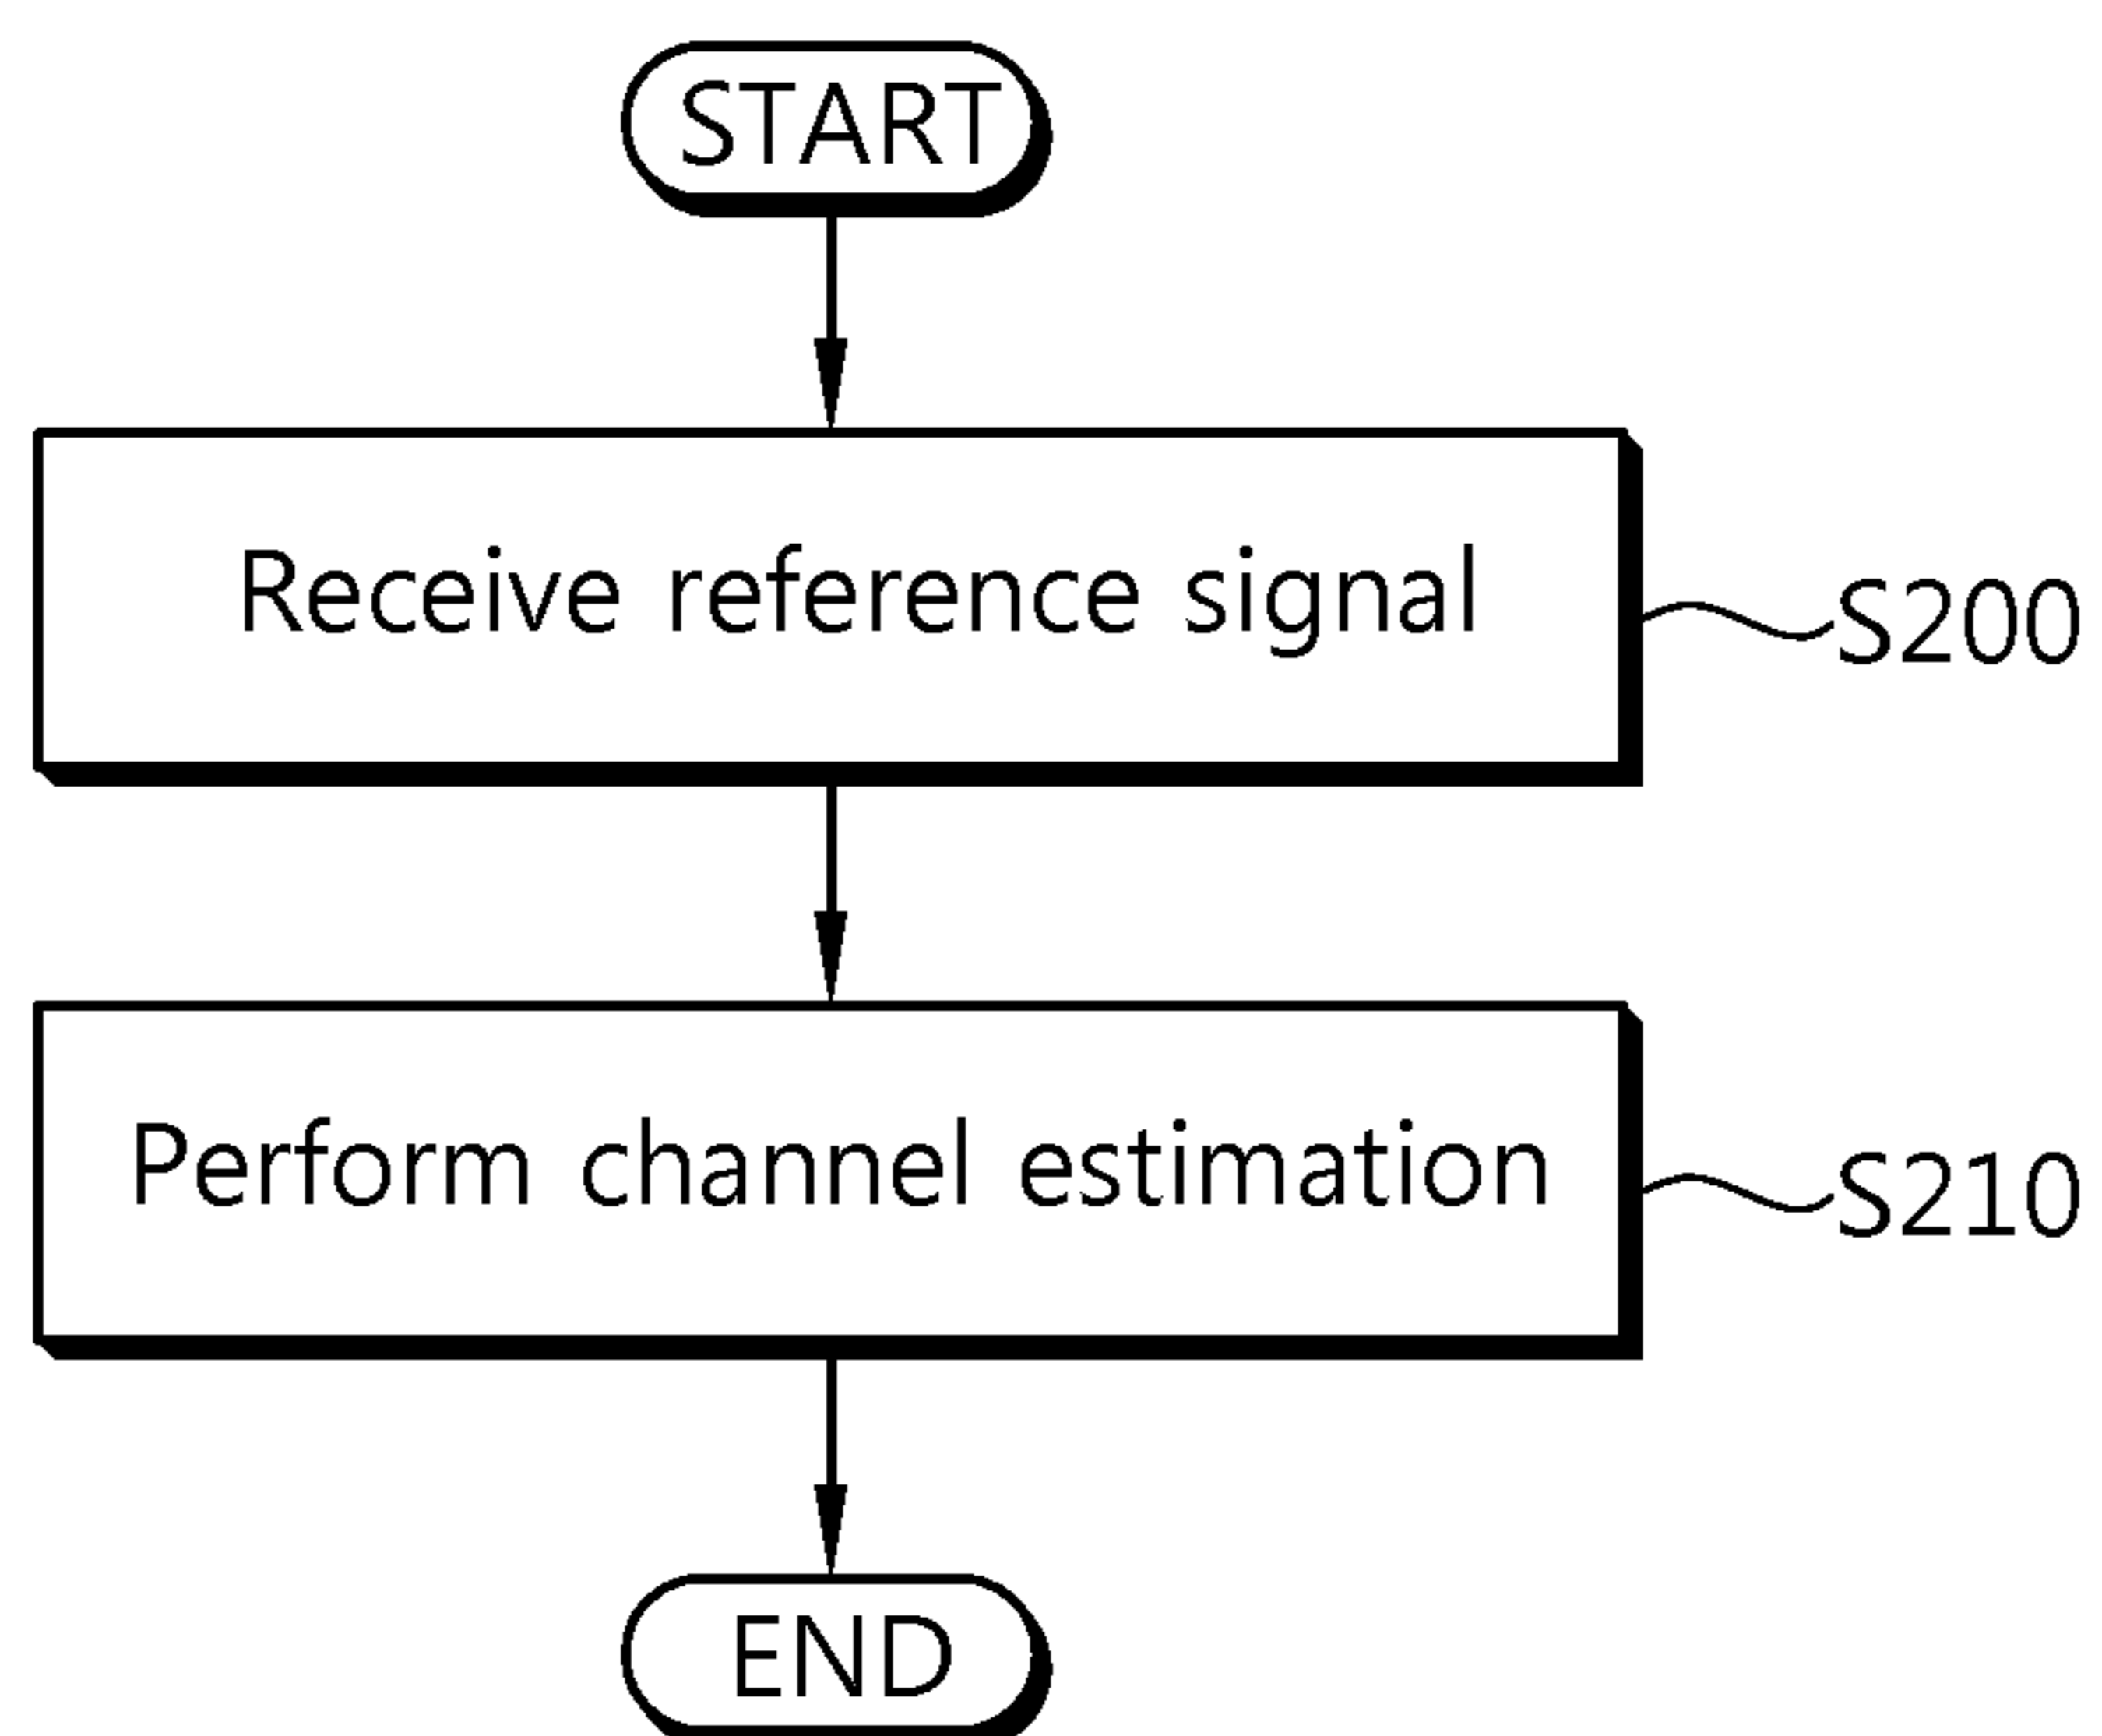 START
Receive reference signal
S200
Perform channel estimation
S210
END